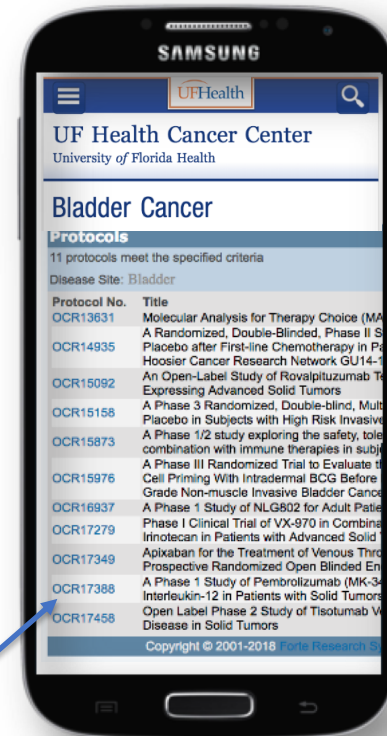 SAMSUNG
UFHealth
UF Health Cancer Center
University of Florida Health
Bladder Cancer
Protocols
11 protocols meet the specified criteria
Disease Site: Bladder
Protocol No. Title
OCR13631 Molecular Analysis for Therapy Choice (MA
A Randomized, Double-Blinded, Phase II S
OCR14935 Placebo after First-line Chemotherapy in Pa
Hoosier Cancer Research Network GU14-1
OCR15092 An Open-Label Study of Rovalpituzumab Te
Expressing Advanced Solid Tumors
OCR15158 A Phase 3 Randomized, Double-blind, Mult
Placebo in Subjects with High Risk Invasive
OCR15873 A Phase 1/2 study exploring the safety, tole
combination with immune therapies in subj
A Phase III Randomized Trial to Evaluate th
OCR15976 Cell Priming With Intradermal BCG Before
Grade Non-muscle Invasive Bladder Cance
OCR16937 A Phase 1 Study of NLG802 for Adult Patie
OCR17279 Phase I Clinical Trial of VX-970 in Combina
Irinotecan in Patients with Advanced Solid
OCR17349 Apixaban for the Treatment of Venous Thro
Prospective Randomized Open Blinded En
OCR17388 A Phase 1 Study of Pembrolizumab (MK-34
Interleukin-12 in Patients with Solid Tumors
OCR17458 Open Label Phase 2 Study of Tisotumab Ve
Disease in Solid Tumors
Copyright © 2001-2018 Forte Research Sy